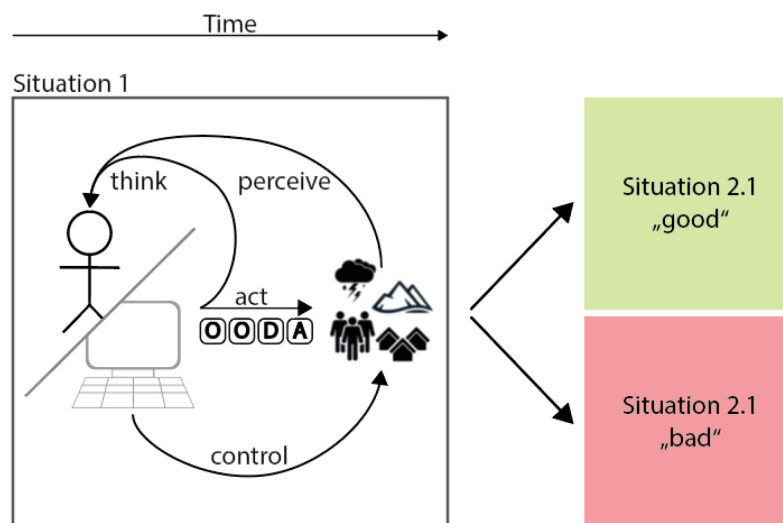 Time
Situation 1
think
perceive
act
OODA
control
Situation 2.1
„good“
Situation 2.1
„bad“